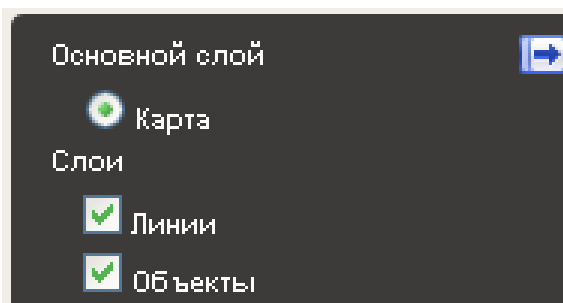 Основной слой
Карта
Слои
Линии
Объекты